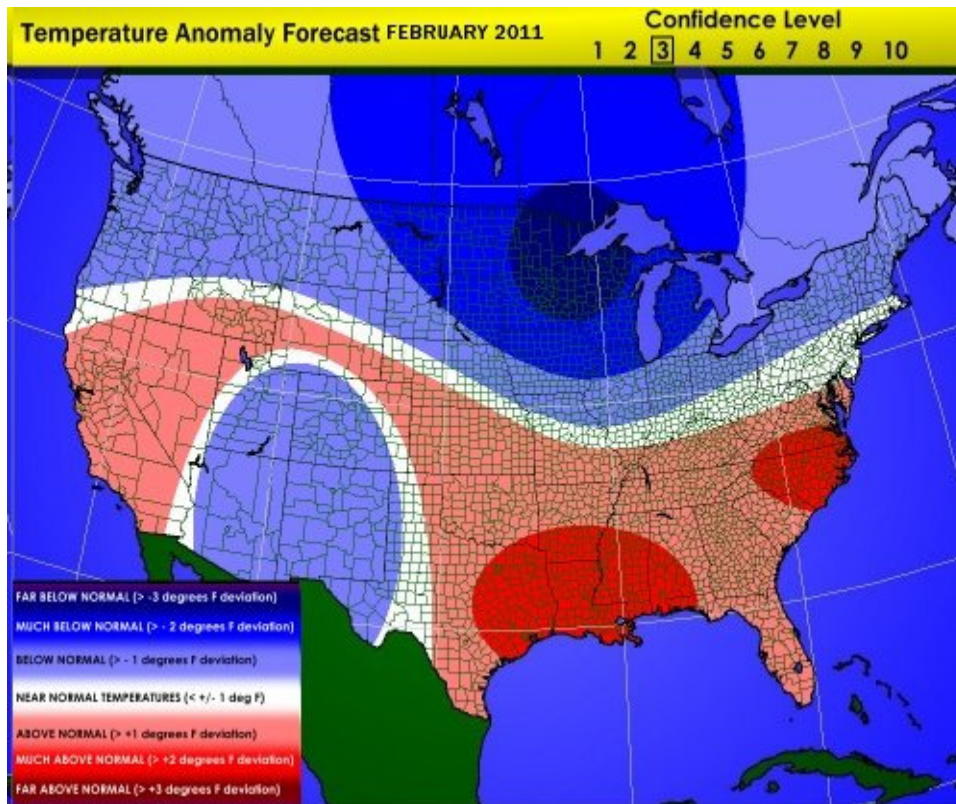 Temperature Anomaly Forecast FEBRUARY 2011
Confidence Level
1 2 3 4 5 6 7 8 9 10
FAR BELOW NORMAL (> -3 degrees F deviation)
MUCH BELOW NORMAL (> - 2 degrees F deviation)
BELOW NORMAL (> - 1 degrees F deviation)
NEAR NORMAL TEMPERATURES (< +/- 1 deg F)
ABOVE NORMAL (> +1 degrees F deviation)
MUCH ABOVE NORMAL (> +2 degrees F deviation)
FAR ABOVE NORMAL (> +3 degrees F deviation)